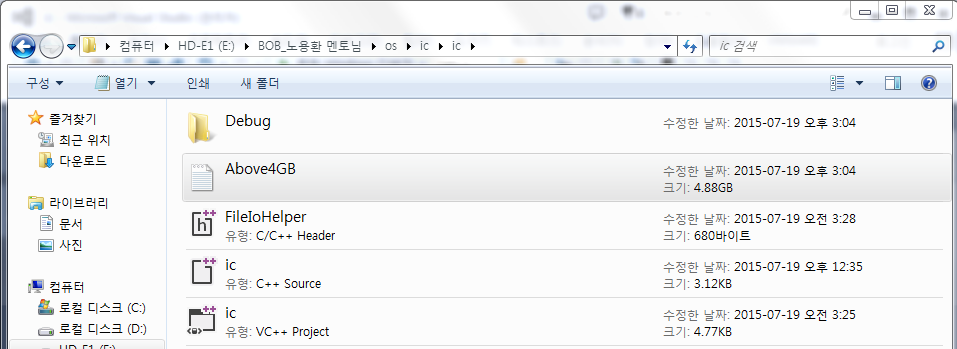 컴퓨터 HD-E1 (E:) BOB_노용환 멘토님 os ic ic ic 검색
구성 열기 인쇄 새 폴더
즐겨찾기
최근 위치
다운로드
라이브러리
문서
사진
컴퓨터
로컬 디스크 (C:)
로컬 디스크 (D:)
Debug
수정한 날짜: 2015-07-19 오후 3:04
Above4GB
수정한 날짜: 2015-07-19 오후 3:04
크기: 4.88GB
FileIoHelper
수정한 날짜: 2015-07-19 오전 3:28
유형: C/C++ Header
크기: 680바이트
ic
수정한 날짜: 2015-07-19 오후 12:35
유형: C++ Source
크기: 3.12KB
ic
수정한 날짜: 2015-07-19 오후 3:25
유형: VC++ Project
크기: 4.77KB